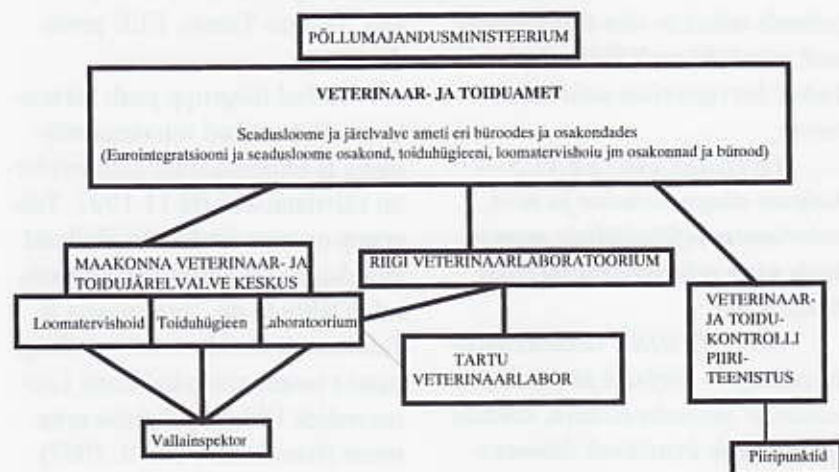 PÕLLUMAJANDUSMINISTEERIUM
VETERINAAR- JA TOIDUAMET
Seadusloome ja järelvalve ameti eri büroodes ja osakondades
(Eurointegratsiooni ja seadusloome osakond, toiduhügieeni, loomatervishoiu jm osakonnad ja bürood)
MAAKONNA VETERINAAR- JA
TOIDUJÄRELVALVE KESKUS
Loomatervishoid
Toiduhügieen
Laboratoorium
RIIGI VETERINAARLABORATOORIUM
TARTU
VETERINAARLABOR
VETERINAAR-
JA TOIDU-
KONTROLLI
PIIRI-
TEENISTUS
Vallainspektor
Piiripunktid